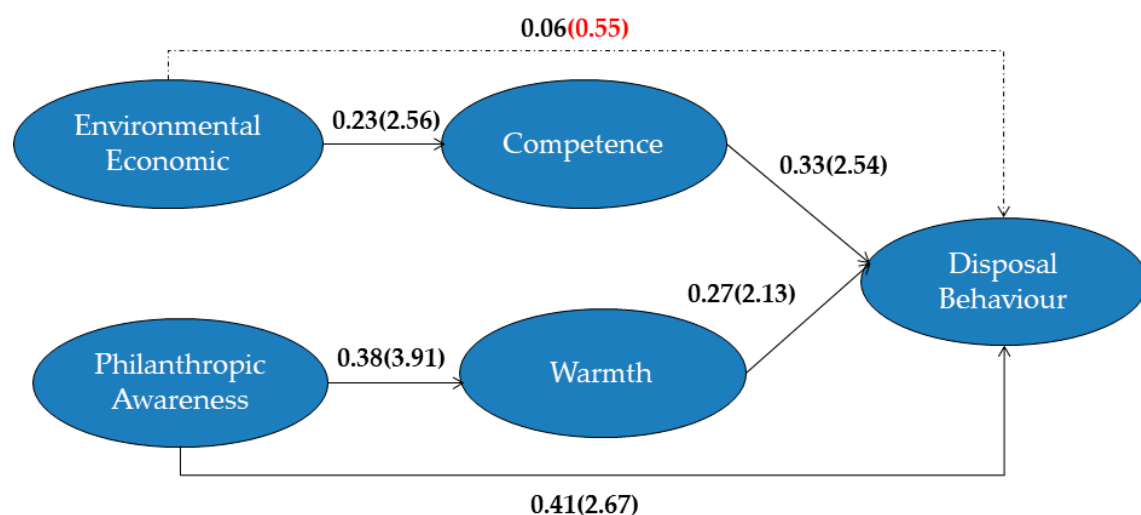 0.06(0.55)
Environmental
Economic
0.23(2.56)
Competence
0.33(2.54)
Disposal
Behaviour
0.27(2.13)
Philanthropic
Awareness
0.38(3.91)
Warmth
0.41(2.67)